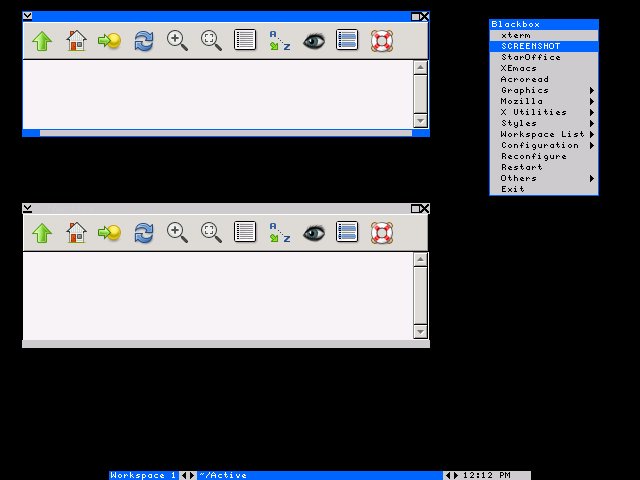 Blackbox
xterm
SCREENSHOT
StarOffice
XEmacs
Acroread
Graphics
Mozilla
X Utilities
Styles
Workspace List
Configuration
Reconfigure
Restart
Others
Exit
A
Z
A
Z
Workspace 1
~/Active
12:12 PM